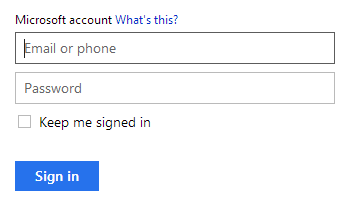 Microsoft account What's this?
Email or phone
Password
Keep me signed in
Sign in